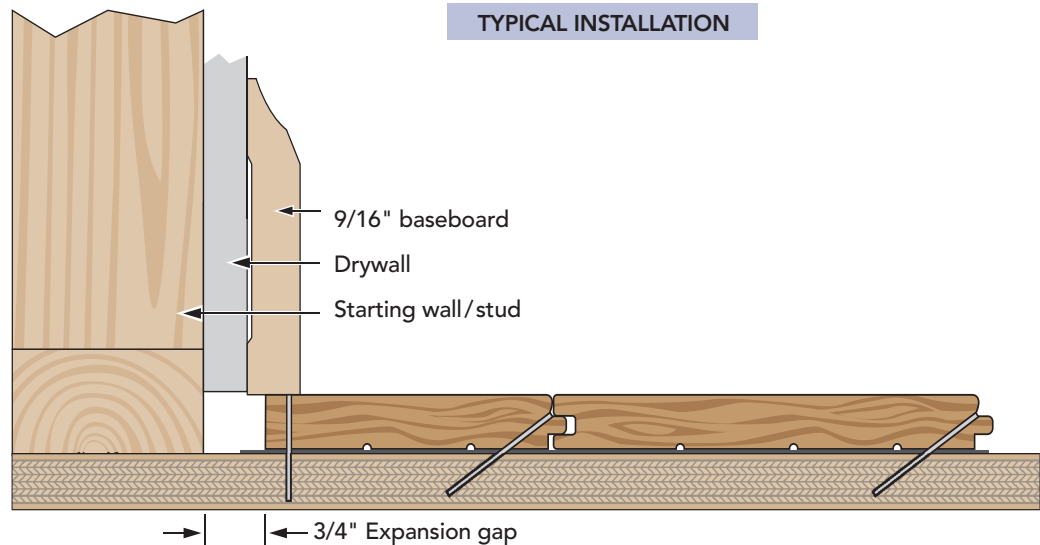 TYPICAL INSTALLATION
9/16" baseboard
Drywall
Starting wall/stud
3/4" Expansion gap